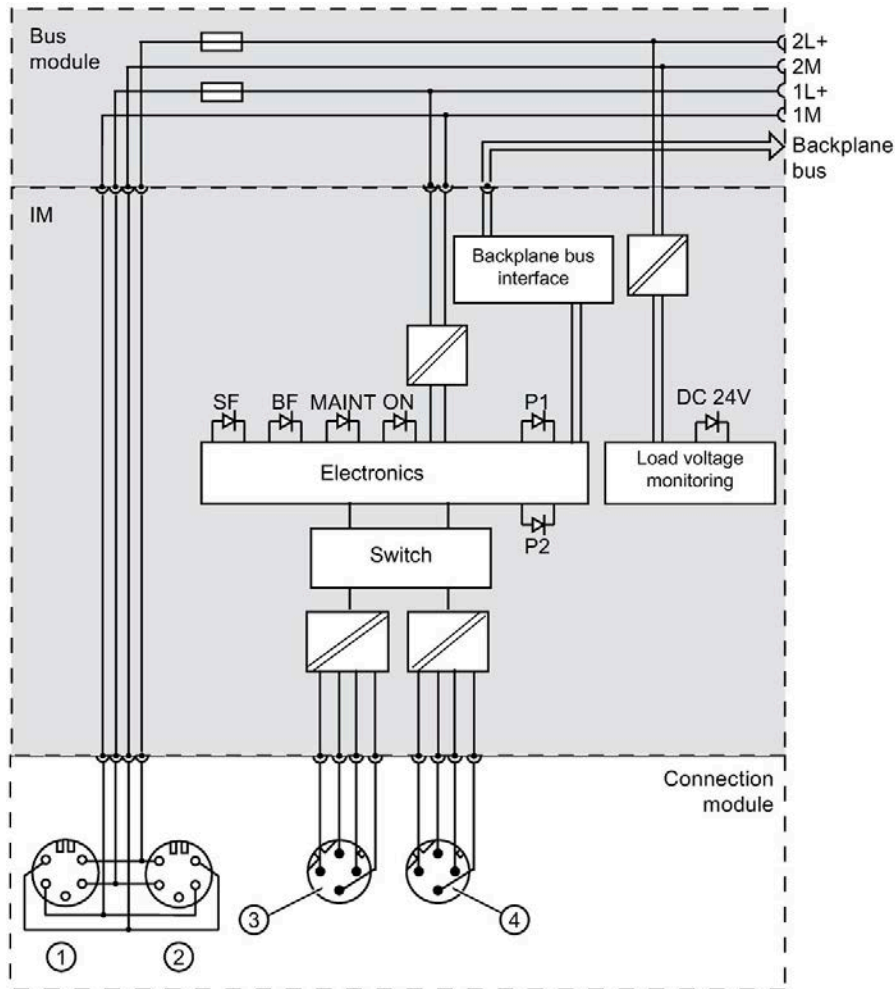 Bus
module
2L+
2M
1L+
1M
Backplane
bus
IM
Backplane bus
interface
SF
BF
MAINT
ON
P1
DC 24V
Electronics
Load voltage
monitoring
P2
Switch
Connection
module
3
4
1
2